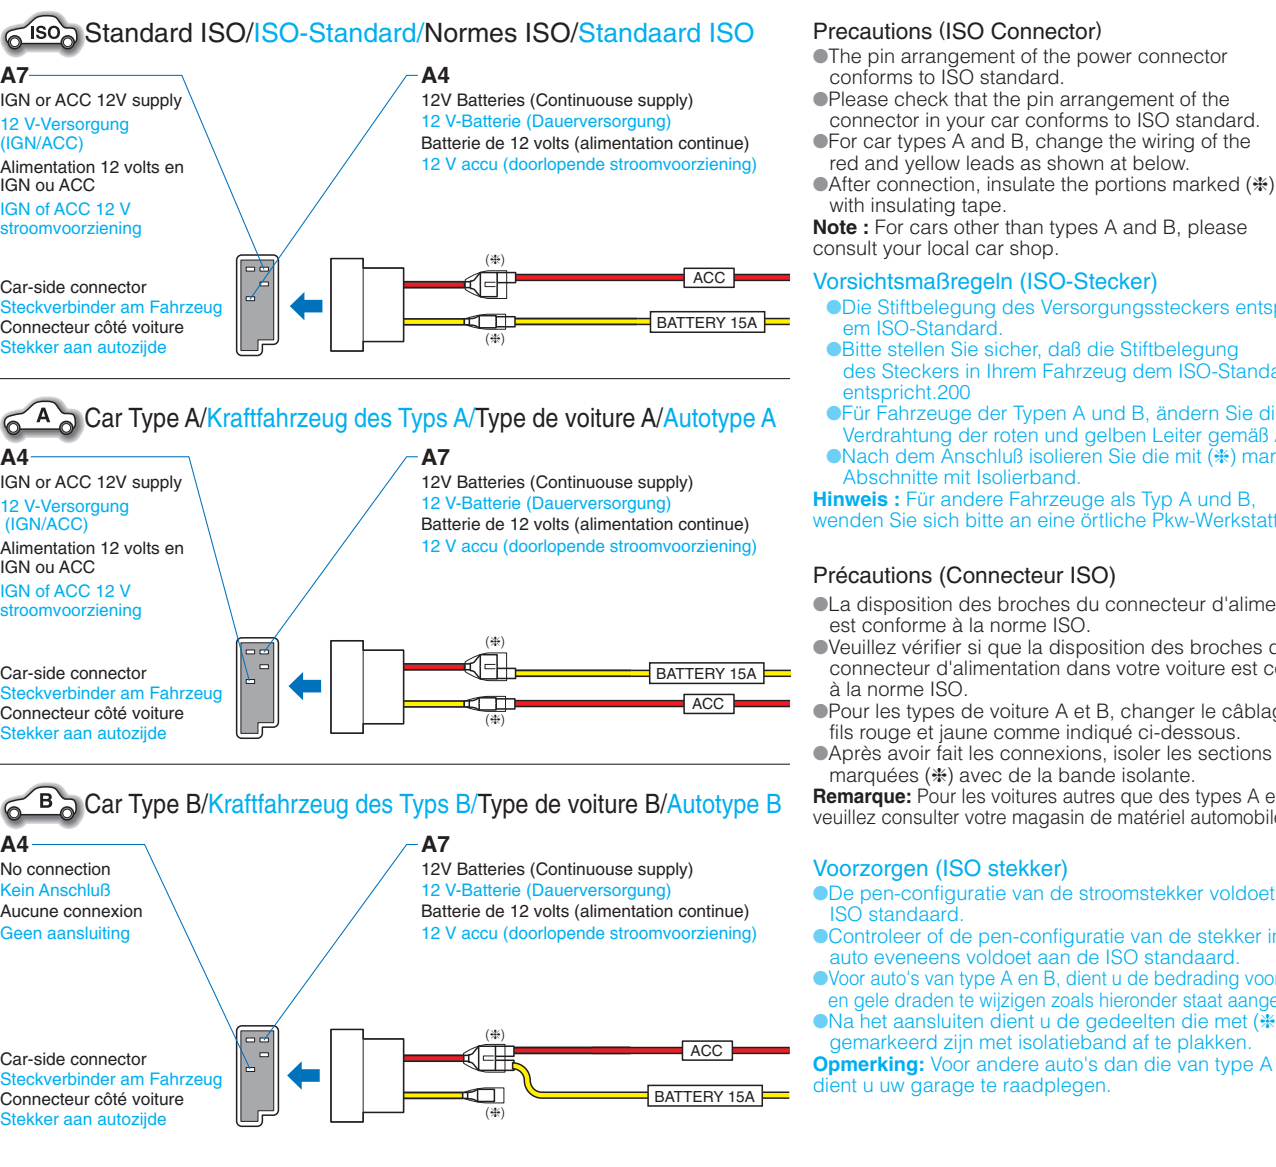 ISO Standard ISO/ISO-Standard/Normes ISO/Standaard ISO
A7
IGN or ACC 12V supply
12 V-Versorgung
(IGN/ACC)
Alimentation 12 volts en
IGN ou ACC
IGN of ACC 12 V
stroomvoorziening
A4
12V Batteries (Continuouse supply)
12 V-Batterie (Dauerversorgung)
Batterie de 12 volts (alimentation continue)
12 V accu (doorlopende stroomvoorziening)
Car-side connector
Steckverbinder am Fahrzeug
Connecteur côté voiture
Stekker aan autozijde
(❉)
ACC
BATTERY 15A
(❉)
A Car Type A/Kraftfahrzeug des Typs A/Type de voiture A/Autotype A
A4
IGN or ACC 12V supply
12 V-Versorgung
(IGN/ACC)
Alimentation 12 volts en
IGN ou ACC
IGN of ACC 12 V
stroomvoorziening
A7
12V Batteries (Continuouse supply)
12 V-Batterie (Dauerversorgung)
Batterie de 12 volts (alimentation continue)
12 V accu (doorlopende stroomvoorziening)
Car-side connector
Steckverbinder am Fahrzeug
Connecteur côté voiture
Stekker aan autozijde
(❉)
BATTERY 15A
ACC
(❉)
B Car Type B/Kraftfahrzeug des Typs B/Type de voiture B/Autotype B
A4
No connection
Kein Anschluß
Aucune connexion
Geen aansluiting
A7
12V Batteries (Continuouse supply)
12 V-Batterie (Dauerversorgung)
Batterie de 12 volts (alimentation continue)
12 V accu (doorlopende stroomvoorziening)
Car-side connector
Steckverbinder am Fahrzeug
Connecteur côté voiture
Stekker aan autozijde
(❉)
ACC
BATTERY 15A
(❉)
Precautions (ISO Connector)
●The pin arrangement of the power connector
conforms to ISO standard.
●Please check that the pin arrangement of the
connector in your car conforms to ISO standard.
●For car types A and B, change the wiring of the
red and yellow leads as shown at below.
●After connection, insulate the portions marked (❉)
with insulating tape.
Note : For cars other than types A and B, please
consult your local car shop.
Vorsichtsmaßregeln (ISO-Stecker)
●Die Stiftbelegung des Versorgungssteckers
em ISO-Standard.
●Bitte stellen Sie sicher, daß die Stiftbelegung
des Steckers in Ihrem Fahrzeug dem
entspricht.200
●Für Fahrzeuge der Typen A und B, ändern Sie
Verdrahtung der roten und gelben Leiter gemäß
●Nach dem Anschluß isolieren Sie die mit (❉)
Abschnitte mit Isolierband.
Hinweis : Für andere Fahrzeuge als Typ A und B,
wenden Sie sich bitte an eine örtliche Pkw-Werkstatt
Précautions (Connecteur ISO)
●La disposition des broches du connecteur
est conforme à la norme ISO.
●Veuillez vérifier si que la disposition des broches
connecteur d'alimentation dans votre voiture est
à la norme ISO.
●Pour les types de voiture A et B, changer le
fils rouge et jaune comme indiqué ci-dessous.
●Après avoir fait les connexions, isoler les sections
marquées (❉) avec de la bande isolante.
Remarque: Pour les voitures autres que des types A
veuillez consulter votre magasin de matériel
Voorzorgen (ISO stekker)
●De pen-configuratie van de stroomstekker voldoet
ISO standaard.
●Controleer of de pen-configuratie van de stekker
auto eveneens voldoet aan de ISO standaard.
●Voor auto's van type A en B, dient u de bedrading
en gele draden te wijzigen zoals hieronder staat
●Na het aansluiten dient u de gedeelten die met (❉
gemarkeerd zijn met isolatieband af te plakken.
Opmerking: Voor andere auto's dan die van type A
dient u uw garage te raadplegen.